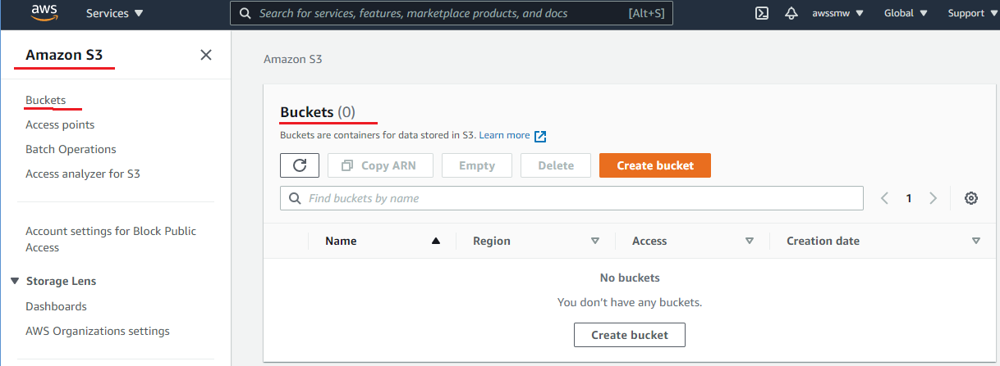 aws Services Search for services, features, marketplace products, and docs [Alt+S] awssmw Global Support
Amazon S3
Buckets
Access points
Batch Operations
Access analyzer for S3
Account settings for Block Public
Access
Storage Lens
Dashboards
AWS Organizations settings
Amazon S3
Buckets (0)
Buckets are containers for data stored in S3. Learn more
Copy ARN Empty Delete Create bucket
Find buckets by name 1
Name Region Access Creation date
No buckets
You don't have any buckets.
Create bucket